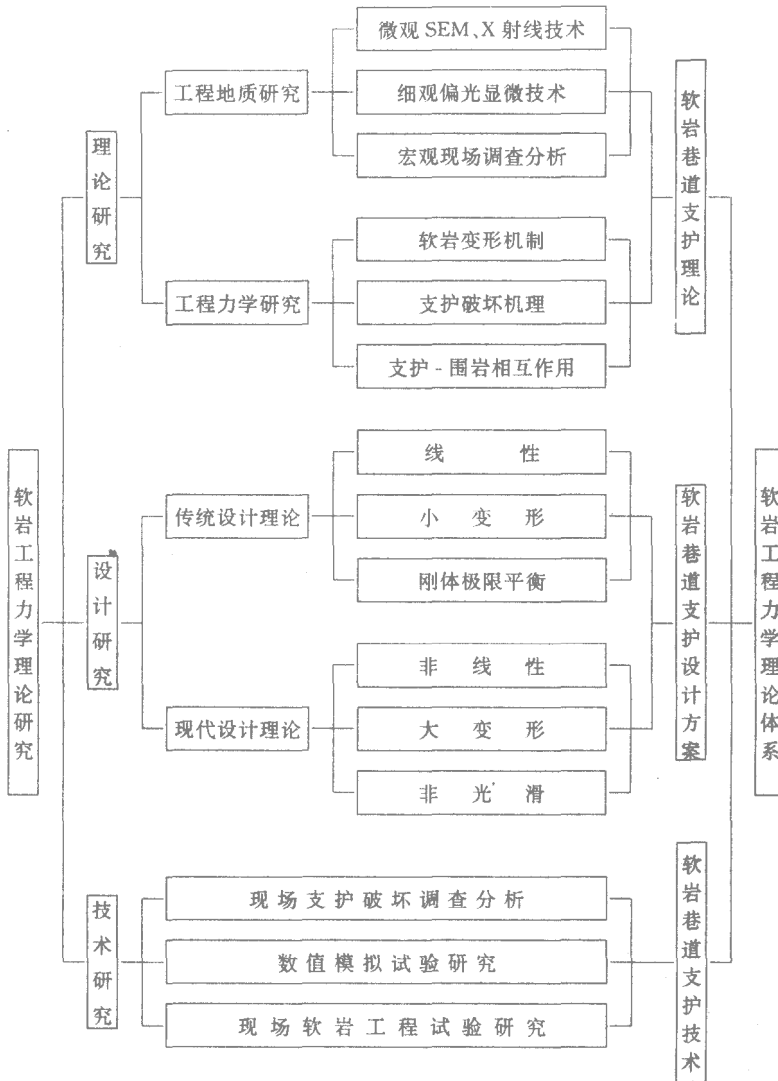 软岩工程力学理论研究
理论研究
工程地质研究
微观 SEM、X 射线技术
细观偏光显微技术
宏观现场调查分析
工程力学研究
软岩变形机制
支护破坏机理
支护 - 围岩相互作用
软岩巷道支护理论
设计研究
传统设计理论
线性
小变形
刚体极限平衡
现代设计理论
非线性
大变形
非光滑
软岩巷道支护设计方案
技术研究
现场支护破坏调查分析
数值模拟试验研究
现场软岩工程试验研究
软岩巷道支护技术
软岩工程力学理论体系